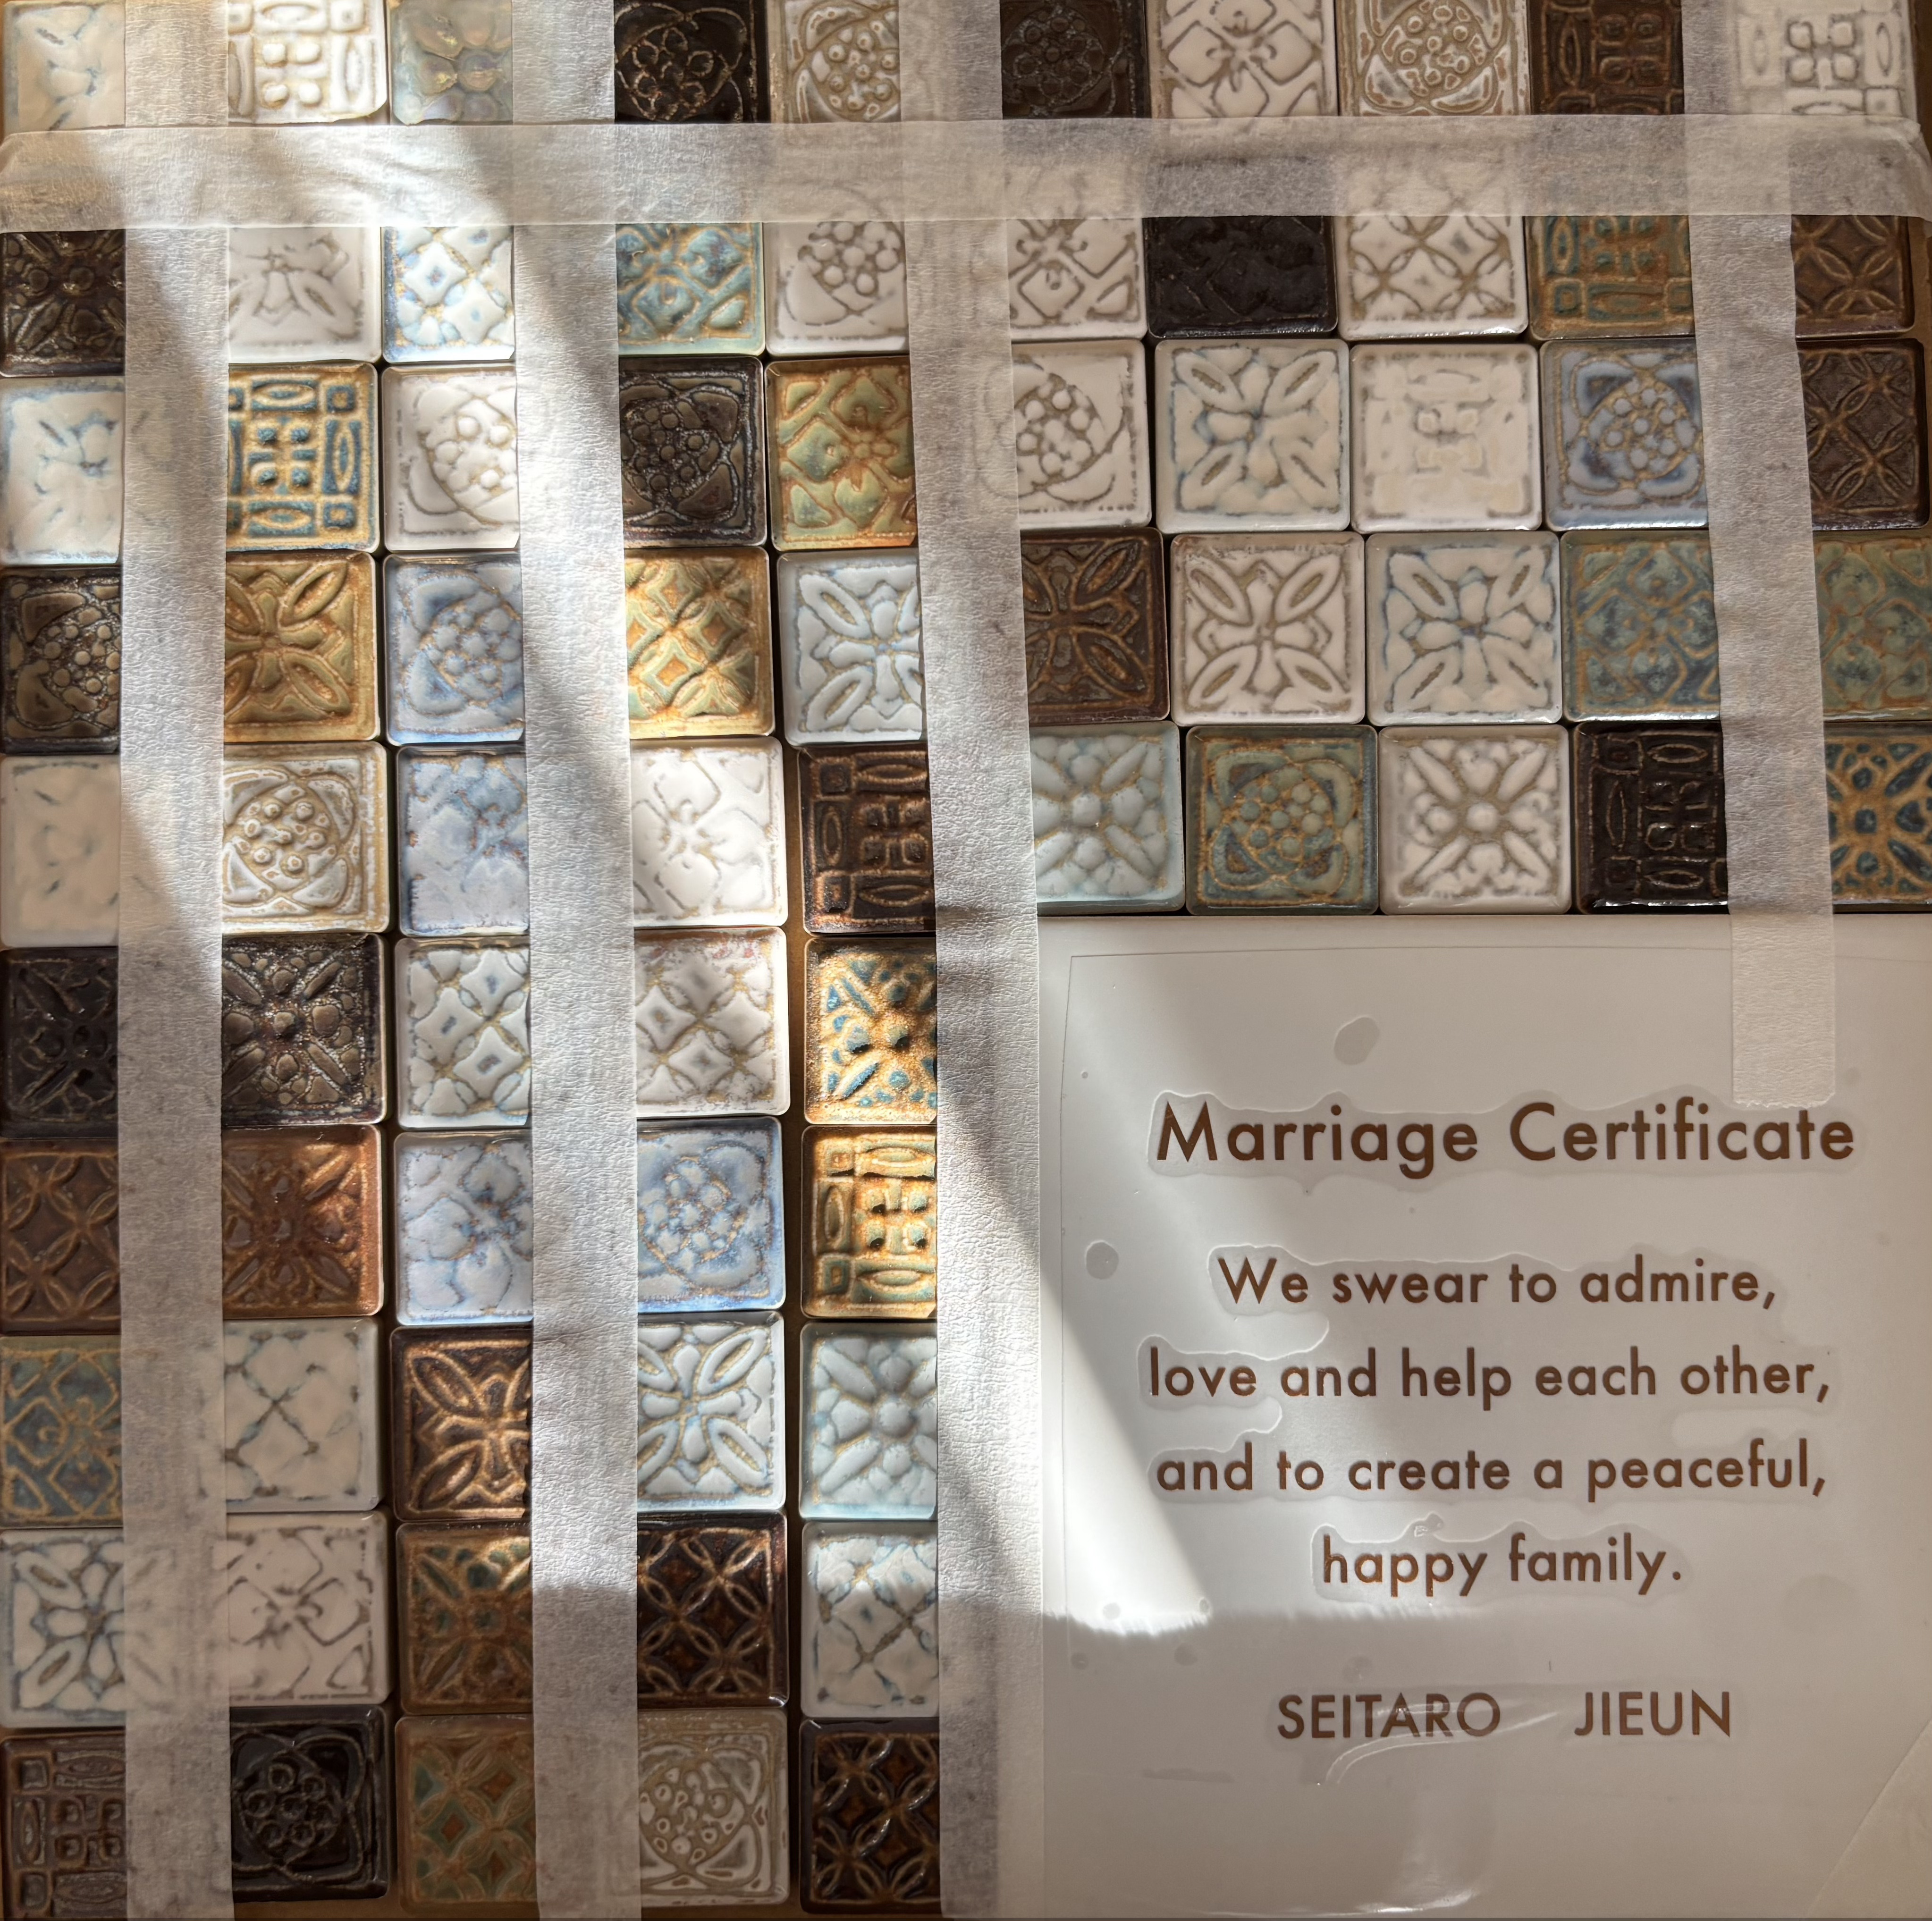 Marriage Certificate
We swear to admire,
love and help each other,
and to create a peaceful,
happy family.
SEITARO JIEUN